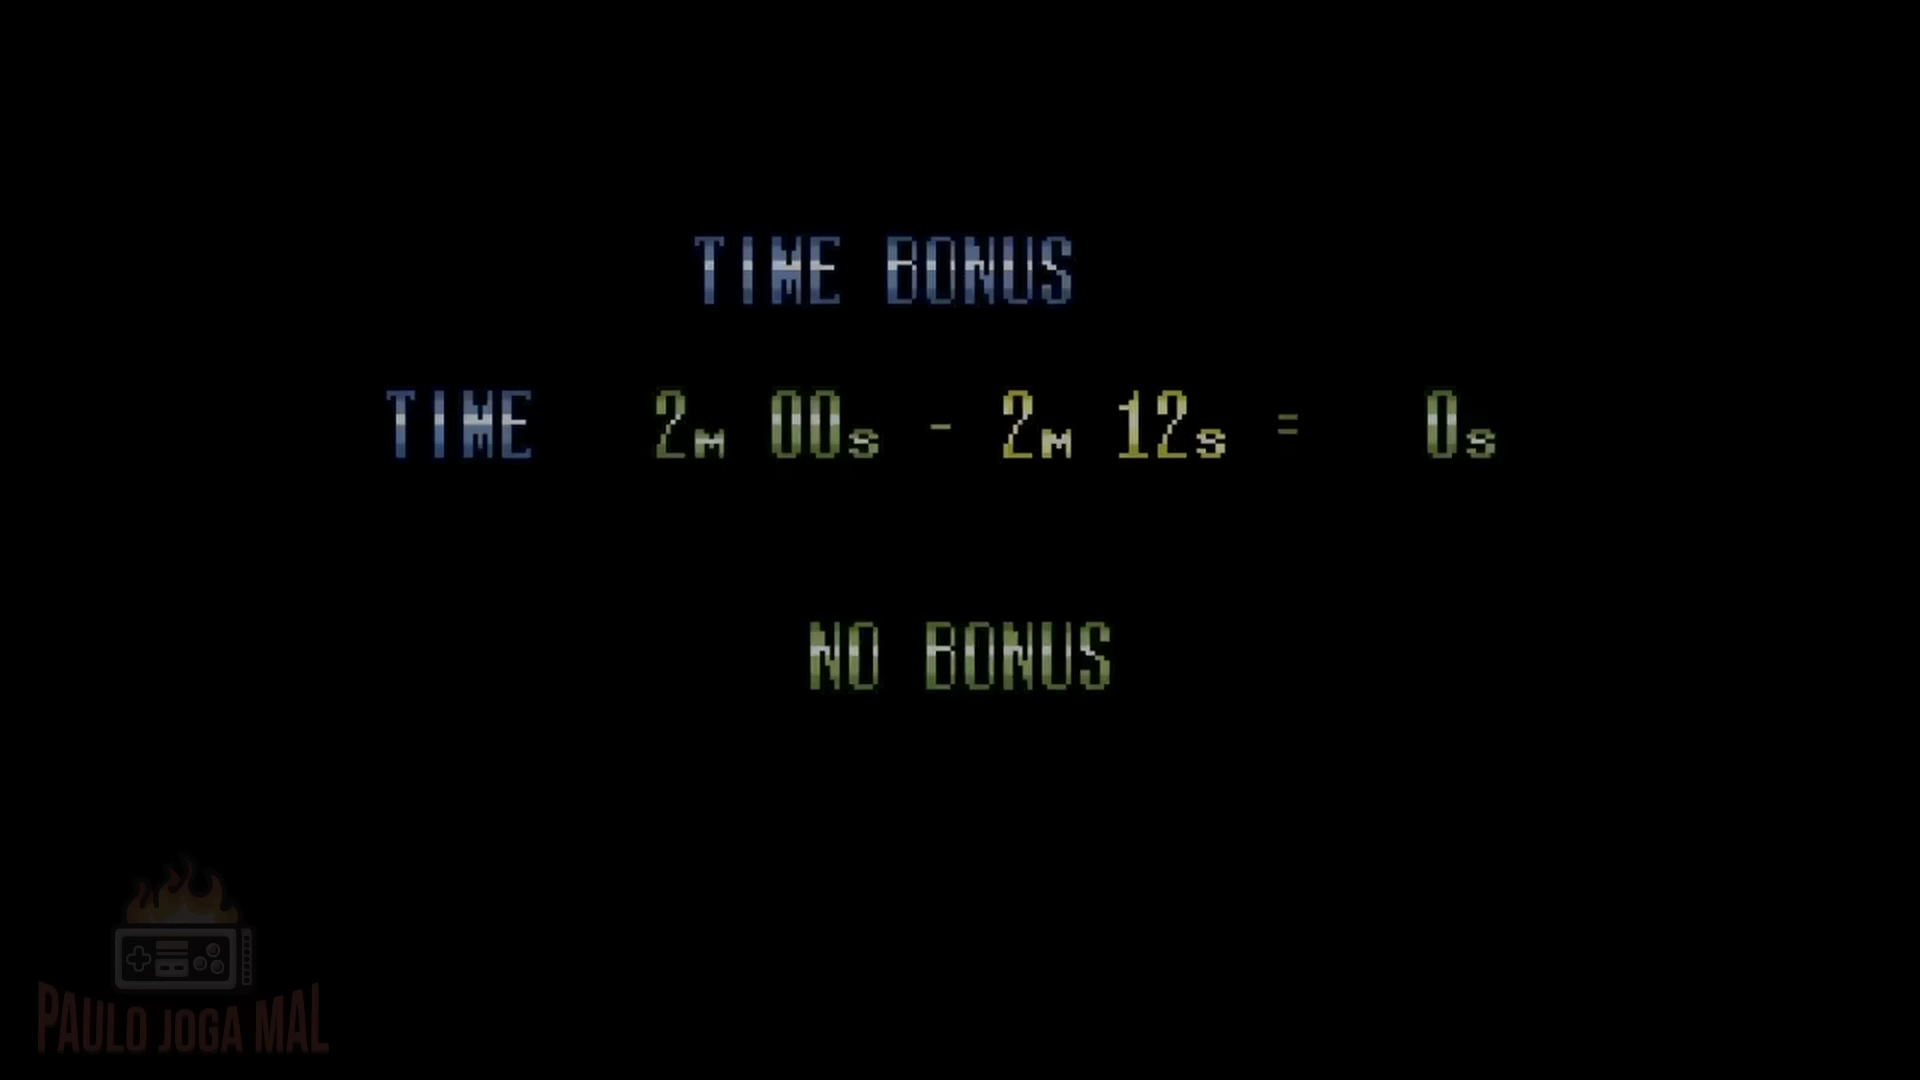 TIME BONUS
TIME 2M 00S - 2M 12S = 0S
NO BONUS
PAULO JOGA MAL